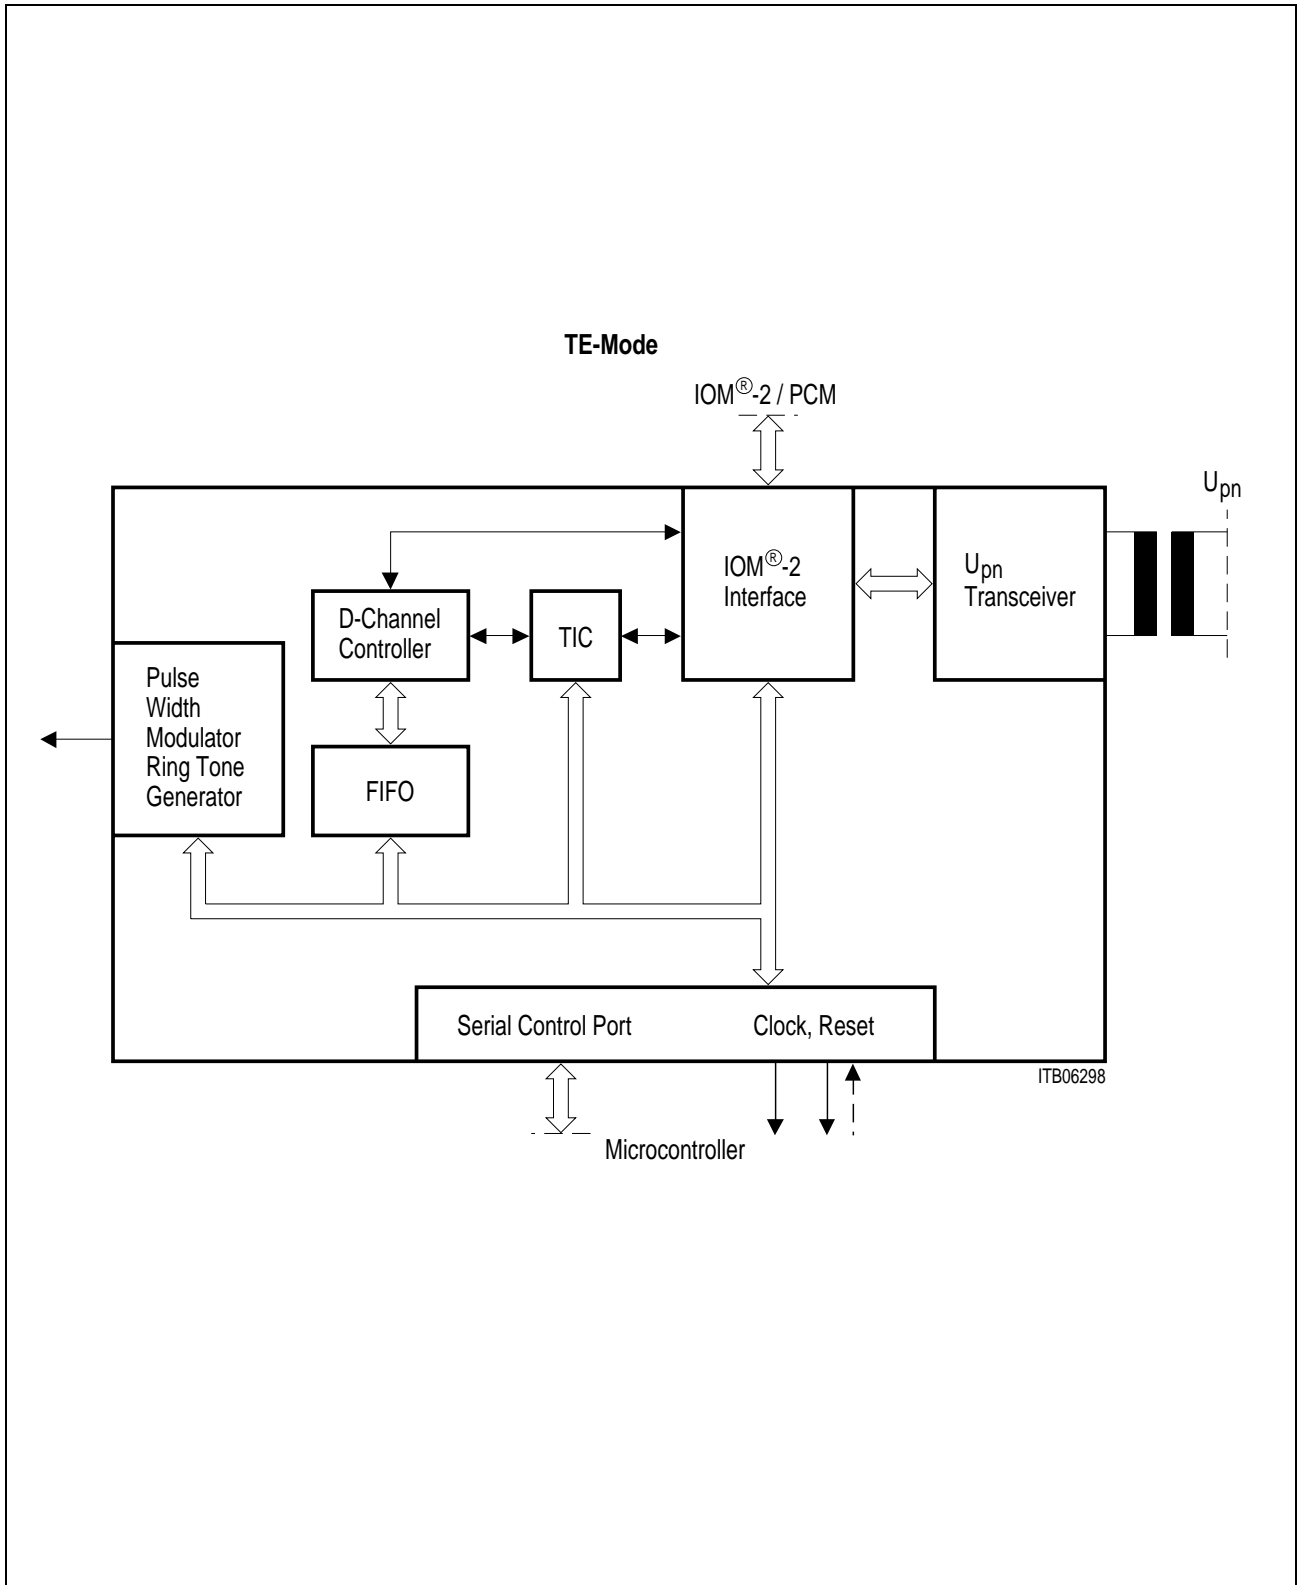 TE-Mode
IOM®-2 / PCM
Upn
IOM®-2
Interface
Upn
Transceiver
D-Channel
Controller
TIC
Pulse
Width
Modulator
Ring Tone
Generator
FIFO
Serial Control Port
Clock, Reset
ITB06298
Microcontroller